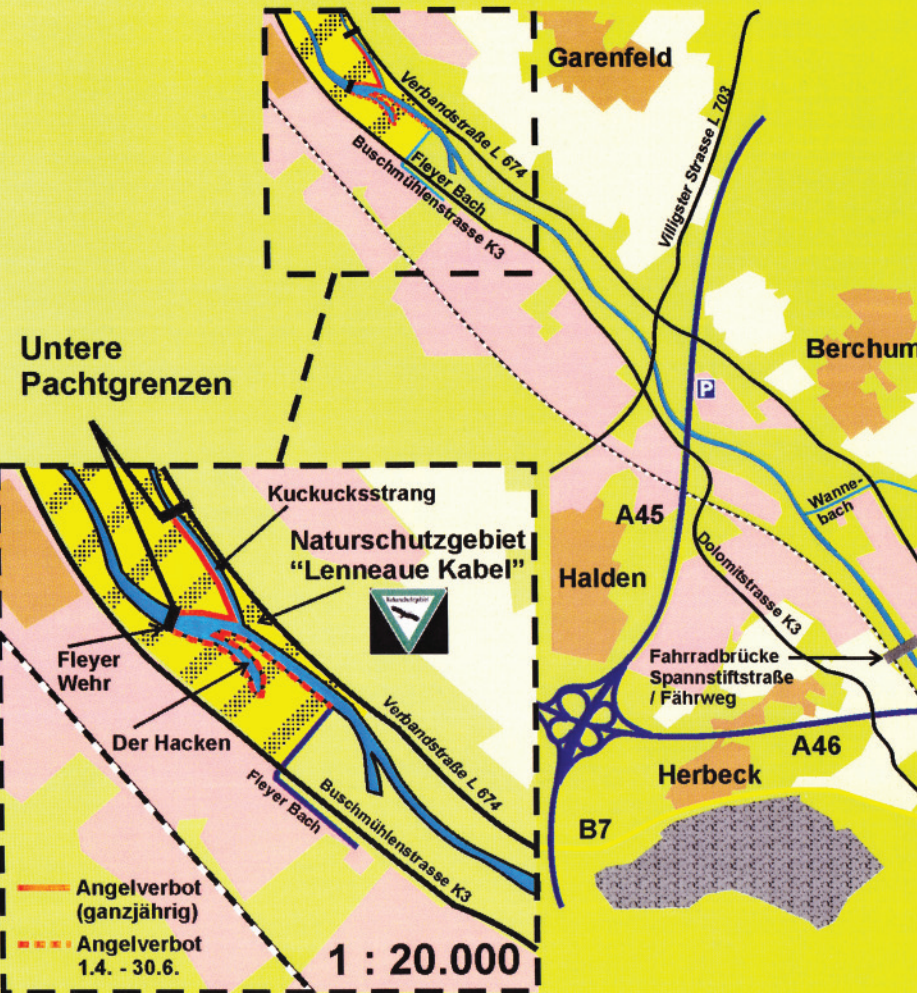 Garenfeld
Verbandstraße L 674
Villigster Strasse L 703
Fleyer Bach
Buschmühlenstrasse K3
Untere
Pachtgrenzen
Berchum
P
Kuckucksstrang
Naturschutzgebiet
“Lenneaue Kabel”
Naturschutzgebiet
A45
Wanne-
bach
Halden
Dolomitstrasse K3
Fleyer
Wehr
Fahrradbrücke
Spannstiftstraße
/ Fährweg
Der Hacken
Verbandstraße L 674
A46
Herbeck
Fleyer Bach
Buschmühlenstrasse K3
B7
Angelverbot
(ganzjährig)
Angelverbot
1.4. - 30.6.
1 : 20.000